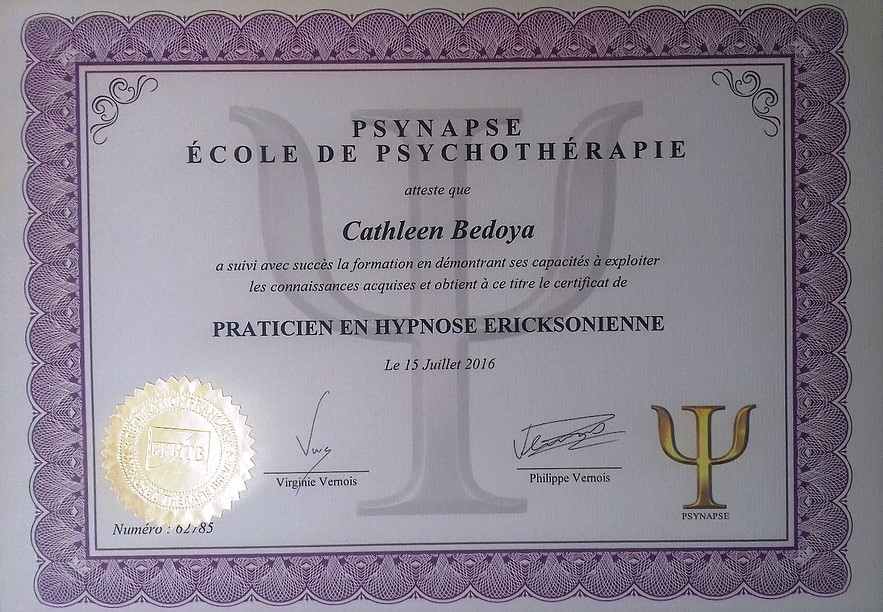 PSYNAPSE
ÉCOLE DE PSYCHOTHÉRAPIE
atteste que
Cathleen Bedoya
a suivi avec succès la formation en démontrant ses capacités à exploiter
les connaissances acquises et obtient à ce titre le certificat de
PRATICIEN EN HYPNOSE ERICKSONIENNE
Le 15 Juillet 2016
Virginie Vernois
Philippe Vernois
PSYNAPSE
Numéro : 62785